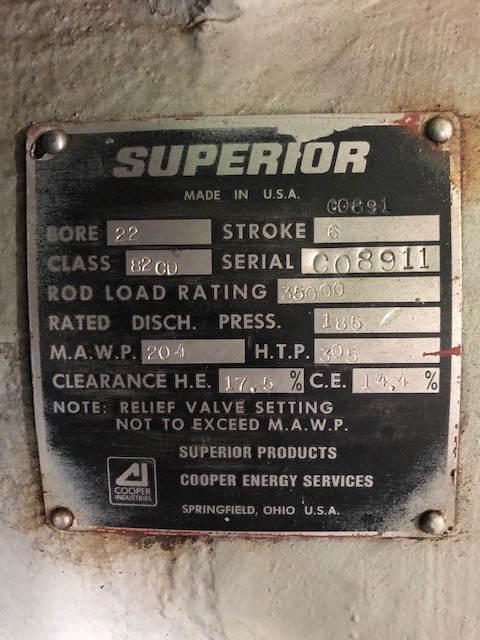 SUPERIOR
MADE IN U.S.A.
C0891
BORE 22 STROKE 6
CLASS 82CD SERIAL C08911
ROD LOAD RATING 35000
RATED DISCH. PRESS. 185
M.A.W.P. 204 H.T.P. 306
CLEARANCE H.E. 17,5 % C.E. 14,4 %
NOTE: RELIEF VALVE SETTING
NOT TO EXCEED M.A.W.P.
SUPERIOR PRODUCTS
COOPER ENERGY SERVICES
COOPER
INDUSTRIES
SPRINGFIELD, OHIO U.S.A.